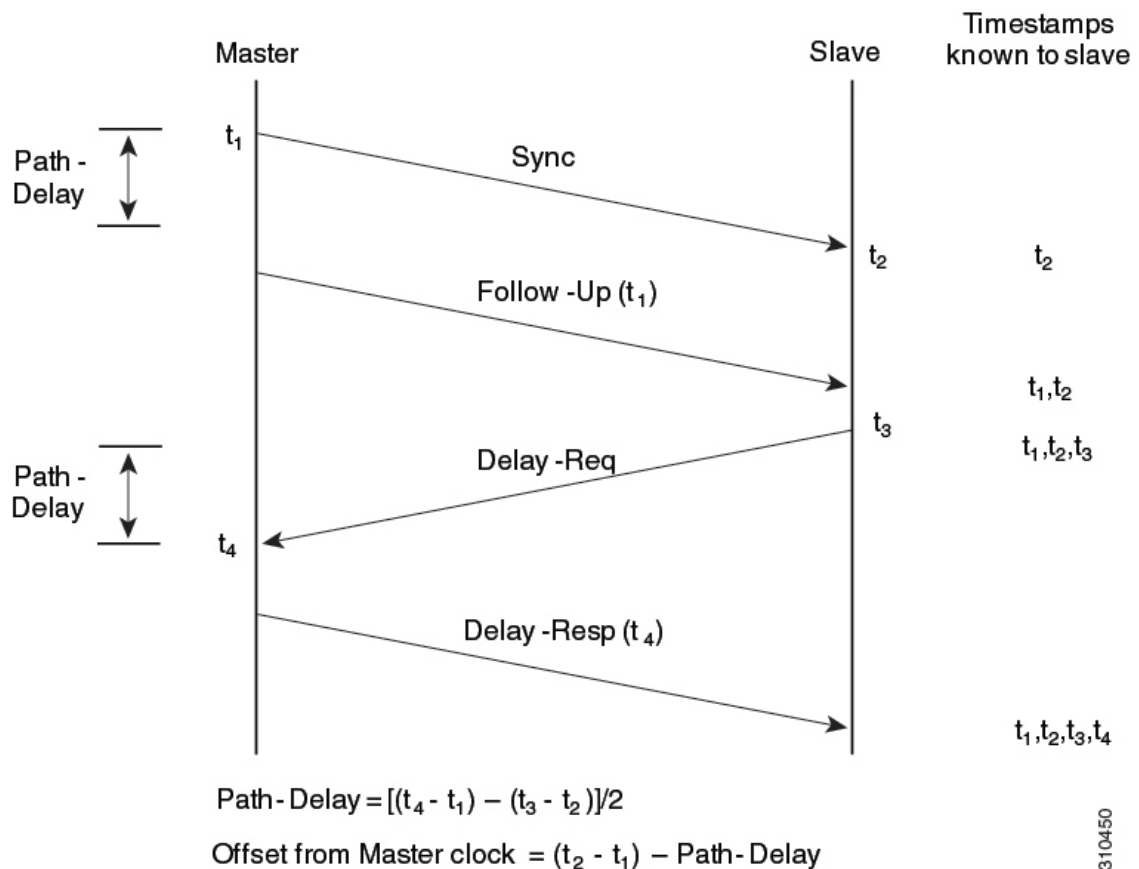 Timestamps
known to slave
Master
Slave
t₁
Path -
Delay
Sync
t₂
t₂
Follow -Up (t₁)
t₁,t₂
t₃
t₁,t₂,t₃
Delay -Req
Path -
Delay
t₄
Delay -Resp (t₄)
t₁,t₂,t₃,t₄
Path-Delay = [(t₄ - t₁) – (t₃ - t₂)]/2
Offset from Master clock = (t₂ - t₁) – Path-Delay
310450